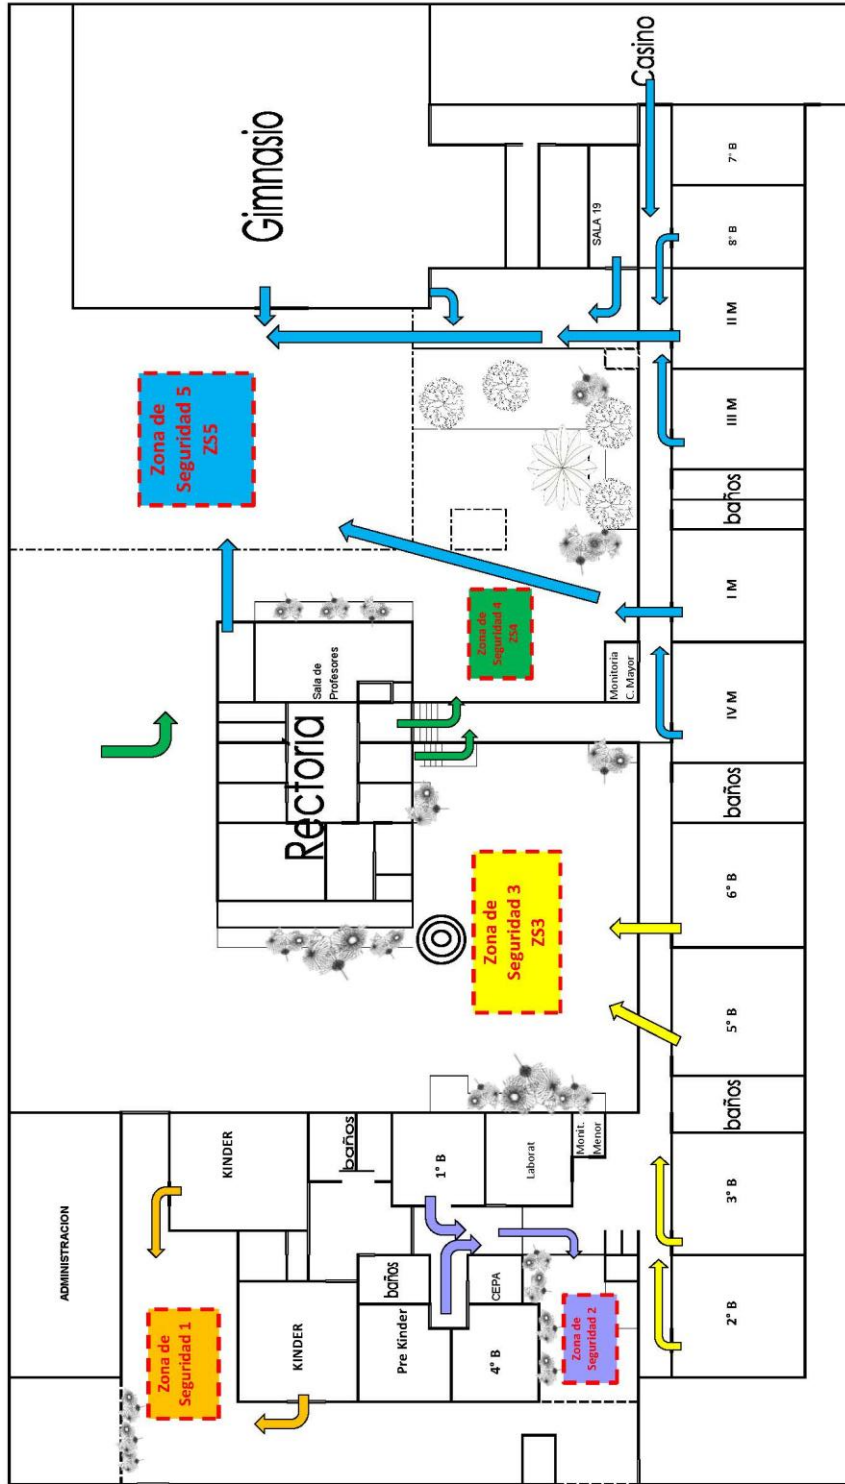 Casino
Gimnasio
7° B
SALA 19
8° B
II M
Zona de
Seguridad 5
ZS5
III M
baños
I M
Zona de
Seguridad 4
ZS4
Sala de
Profesores
Monitoria
C. Mayor
IV M
Rectoria
baños
6° B
Zona de
Seguridad 3
ZS3
5° B
baños
KINDER
baños
1° B
Laborat
Monit.
Menor
3° B
ADMINISTRACION
baños
CEPA
Zona de
Seguridad 1
KINDER
Pre Kinder
4° B
Zona de
Seguridad 2
2° B